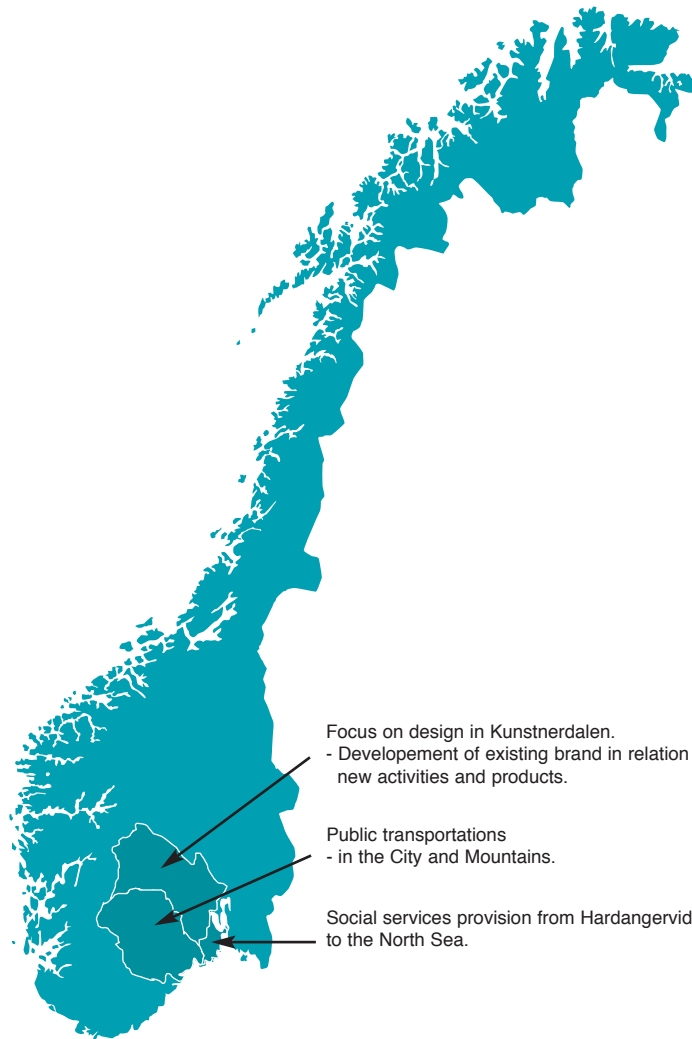 Focus on design in Kunstnerdalen.
- Developement of existing brand in relation
new activities and products.
Public transportations
- in the City and Mountains.
Social services provision from Hardangervid
to the North Sea.